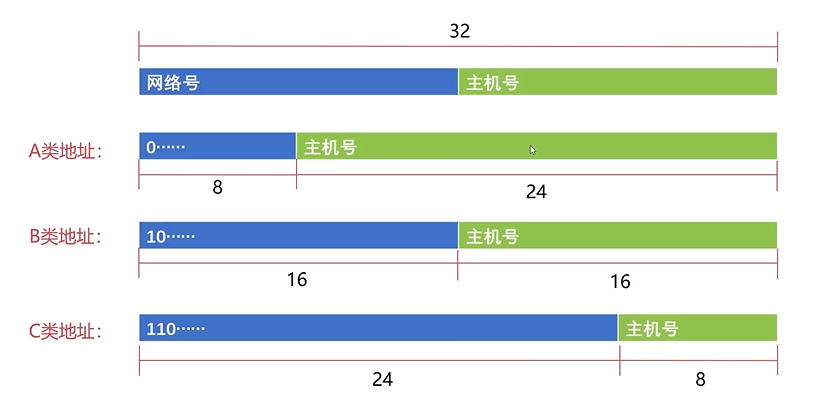 32
网络号 主机号
A类地址： 0…… 主机号
8 24
B类地址： 10…… 主机号
16 16
C类地址： 110…… 主机号
24 8